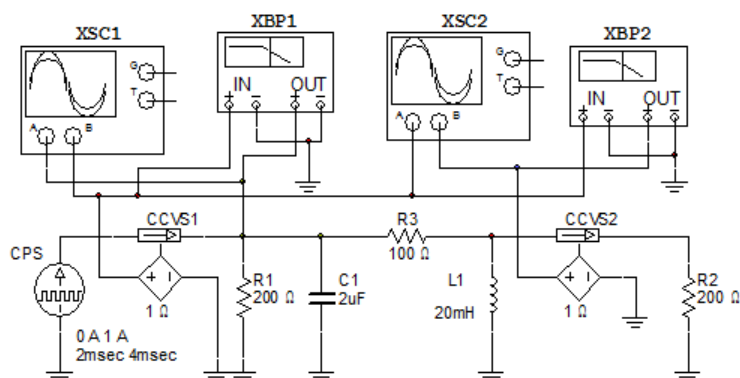 XSC1
XBP1
XSC2
XBP2
G
T
A
B
IN
OUT
+
−
+
−
G
T
A
B
IN
OUT
+
−
+
−
CCVS1
R3
CCVS2
CPS
100 Ω
+ −
R1
200 Ω
C1
2uF
L1
20mH
+ −
R2
200 Ω
1 Ω
1 Ω
0 A 1 A
2msec 4msec